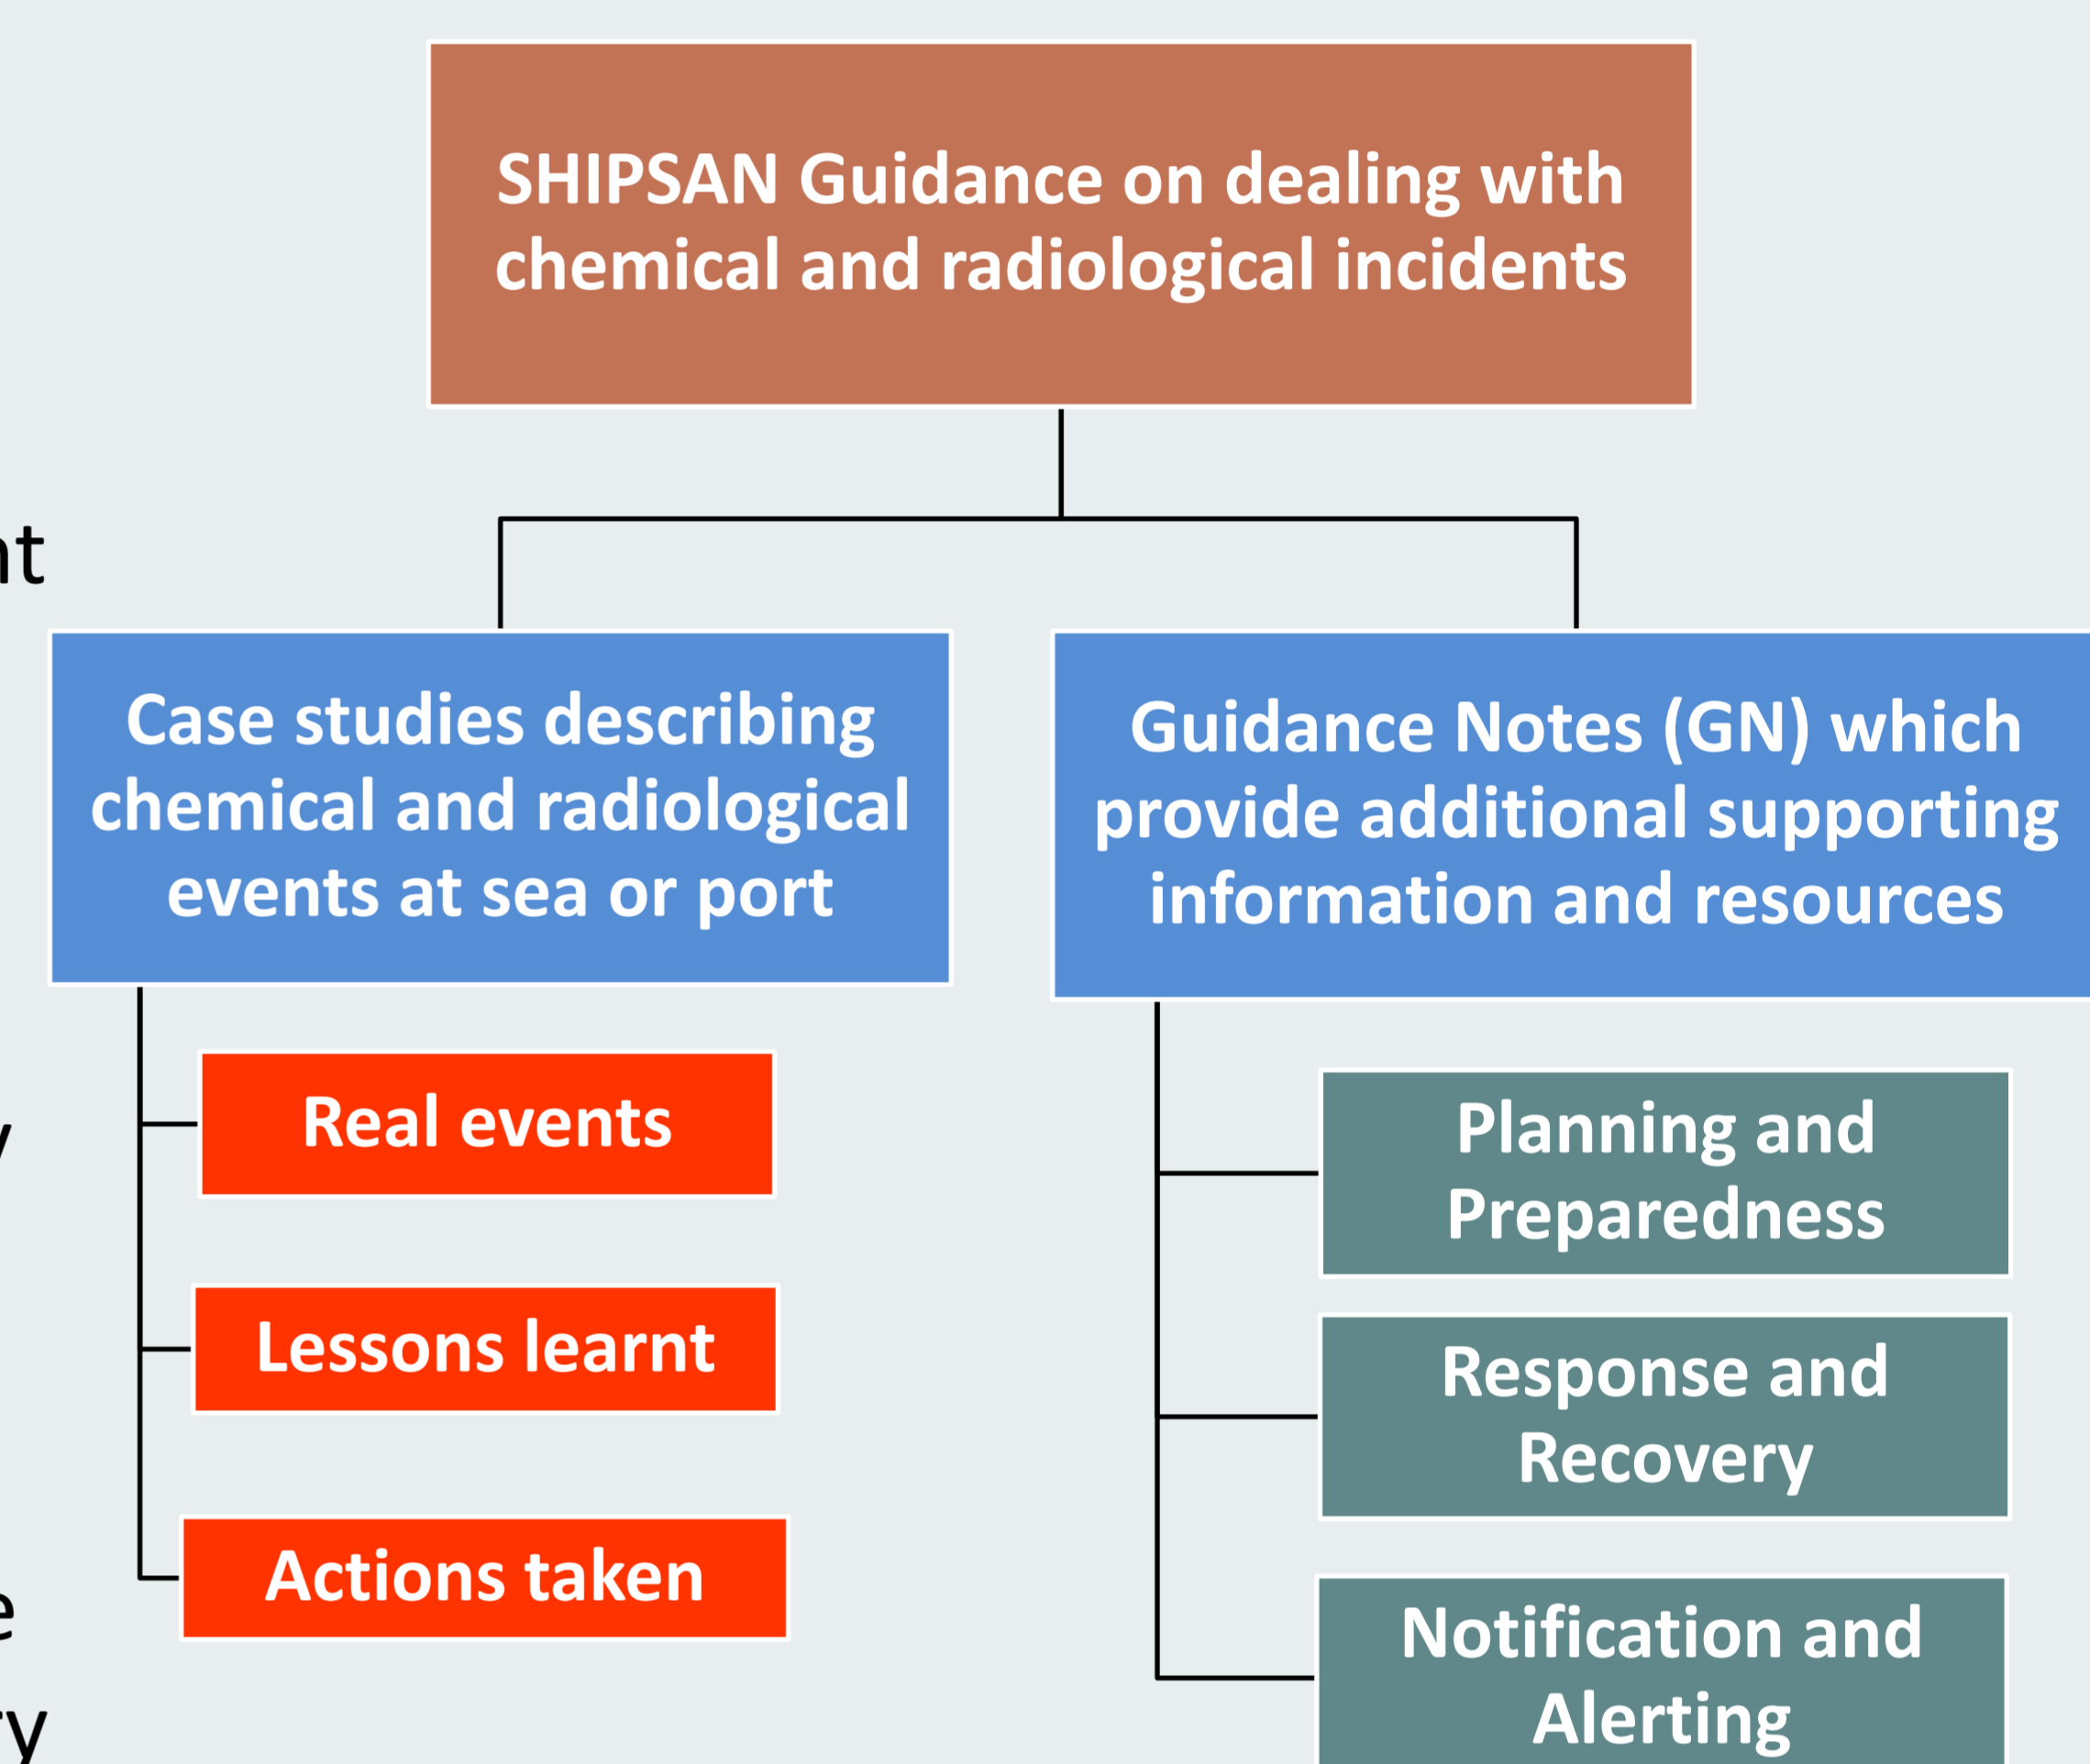 SHIPSAN Guidance on dealing with
chemical and radiological incidents
Case studies describing
chemical and radiological
events at sea or port
Guidance Notes (GN) which
provide additional supporting
information and resources
Real events
Lessons learnt
Actions taken
Planning and
Preparedness
Response and
Recovery
Notification and
Alerting